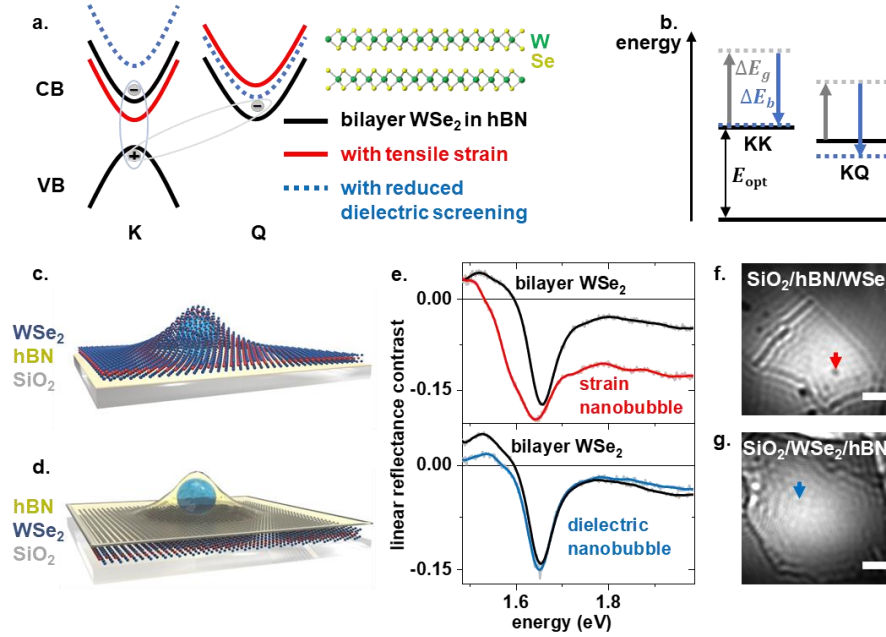 a.
CB
VB
K
Q
W
Se
bilayer WSe₂ in hBN
with tensile strain
with reduced
dielectric screening
b.
energy
ΔE_g
ΔE_b
KK
KQ
E_opt
c.
WSe₂
hBN
SiO₂
d.
hBN
WSe₂
SiO₂
e.
linear reflectance contrast
bilayer WSe₂
0.00
-0.15
strain
nanobubble
bilayer WSe₂
0.00
dielectric
nanobubble
-0.15
1.6
1.8
energy (eV)
f.
SiO₂/hBN/WSe
g.
SiO₂/WSe₂/hBN